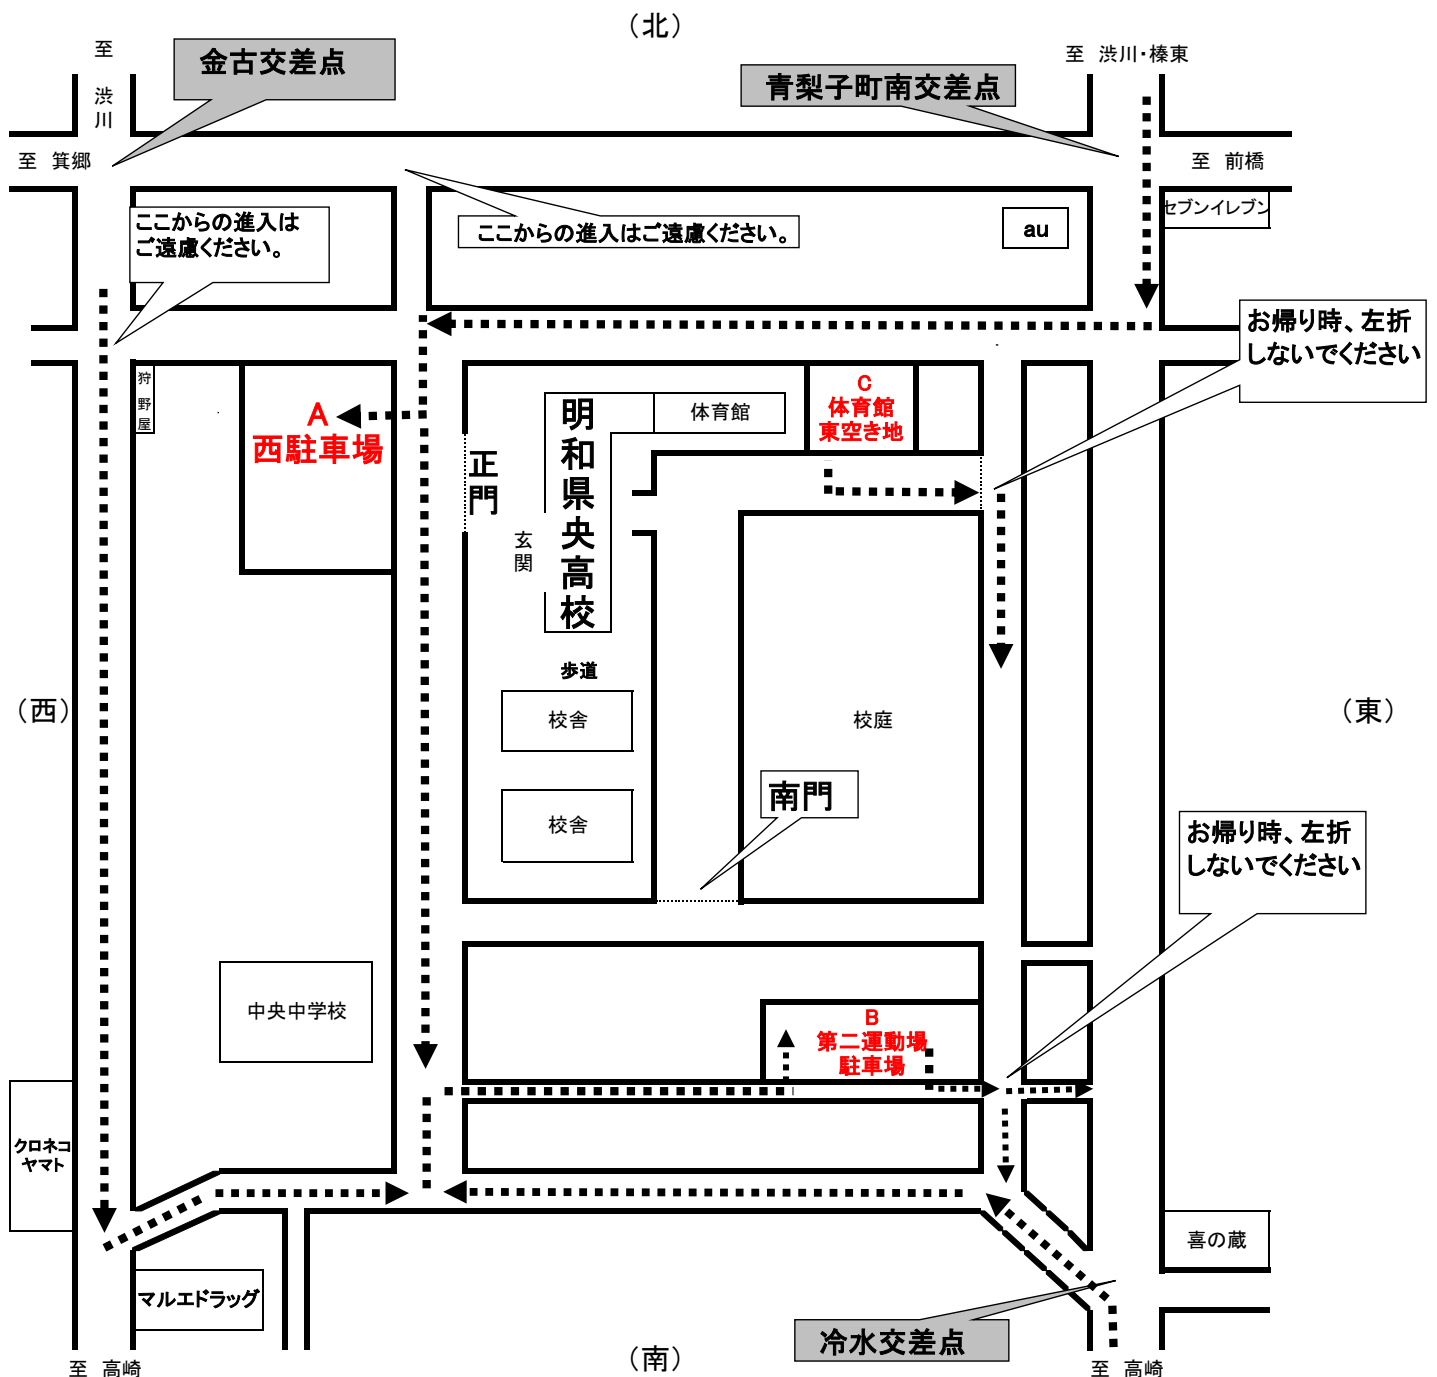 （北）
至
渋
川
金古交差点
青梨子町南交差点
至　渋川・榛東
至　箕郷
至　前橋
セブンイレブン
ここからの進入は
ご遠慮ください。
ここからの進入はご遠慮ください。
au
お帰り時、左折
しないでください
狩
野
屋
A
西駐車場
正
門
明
和
県
央
高
校
体育館
C
体育館
東空き地
玄
関
歩道
校舎
校舎
校庭
（西）
（東）
南門
お帰り時、左折
しないでください
中央中学校
B
第二運動場
駐車場
クロネコ
ヤマト
マルエドラッグ
喜の蔵
冷水交差点
（南）
至　高崎
至　高崎